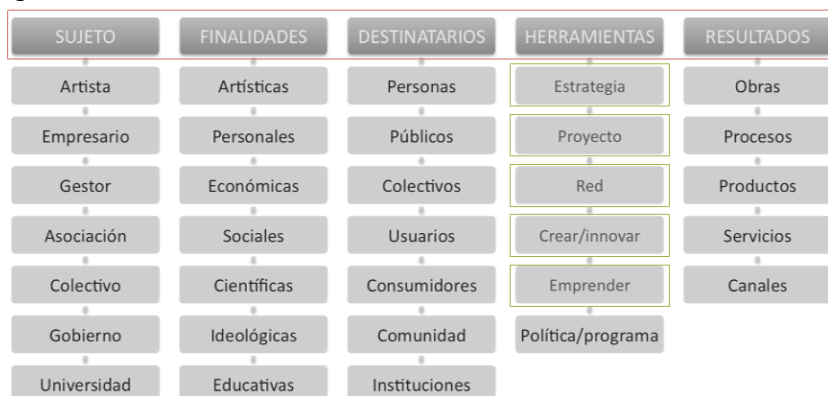 SUJETO FINALIDADES DESTINATARIOS HERRAMIENTAS RESULTADOS
Artista Artísticas Personas Estrategia Obras
Empresario Personales Públicos Proyecto Procesos
Gestor Económicas Colectivos Red Productos
Asociación Sociales Usuarios Crear/innovar Servicios
Colectivo Científicas Consumidores Emprender Canales
Gobierno Ideológicas Comunidad Política/programa
Universidad Educativas Instituciones